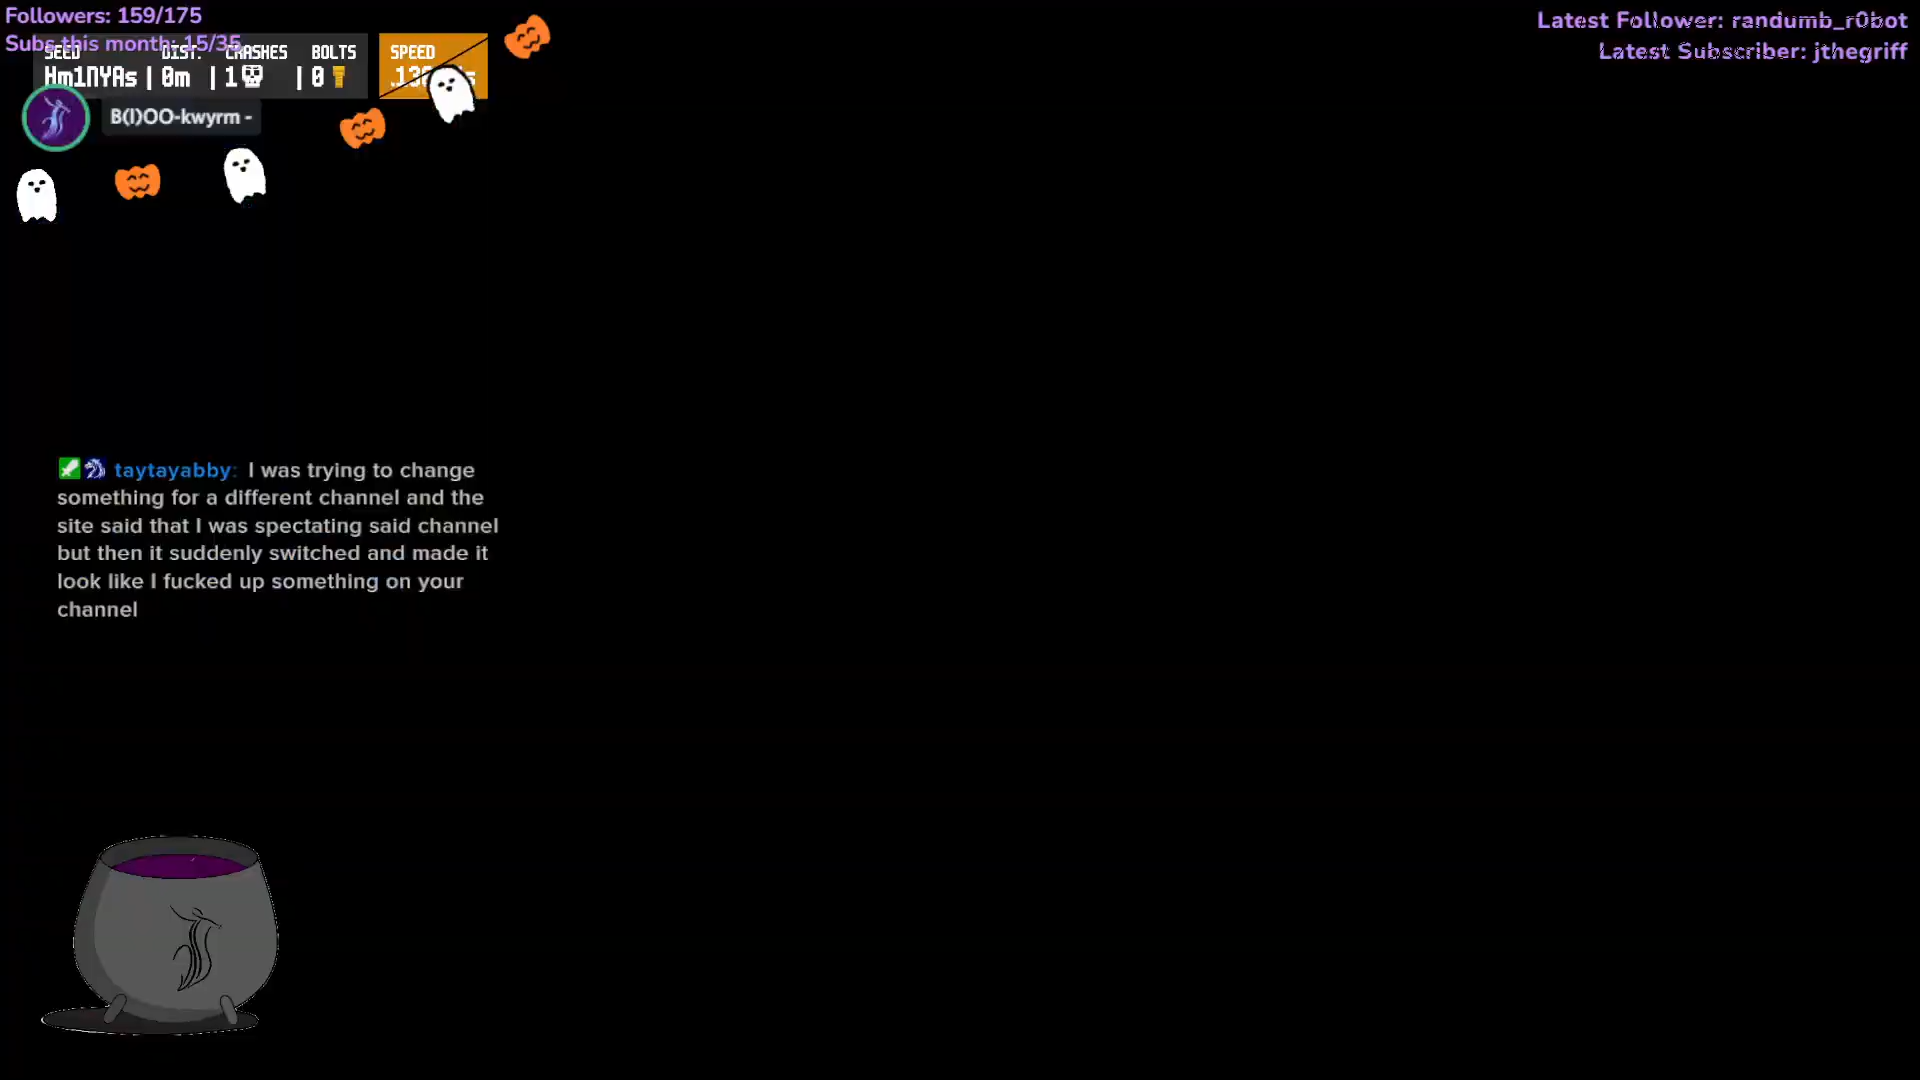 Followers: 159/175
Latest Follower: randumb_r0bot
Subs this month: 15/35
Latest Subscriber: jthegriff
SEED DIST. CRASHES BOLTS SPEED
Hm1NYAs | 0m | 1 | 0
B(I)OO-kwyrm -
taytayabby: I was trying to change
something for a different channel and the
site said that I was spectating said channel
but then it suddenly switched and made it
look like I fucked up something on your
channel